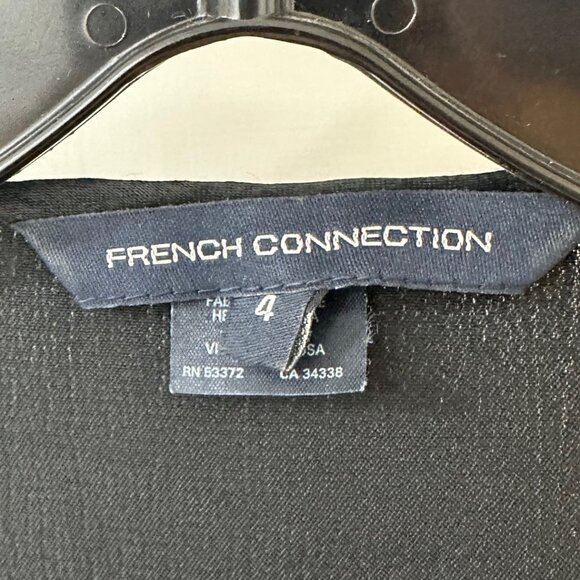 FRENCH CONNECTION
4
RN 53372 CA 34338